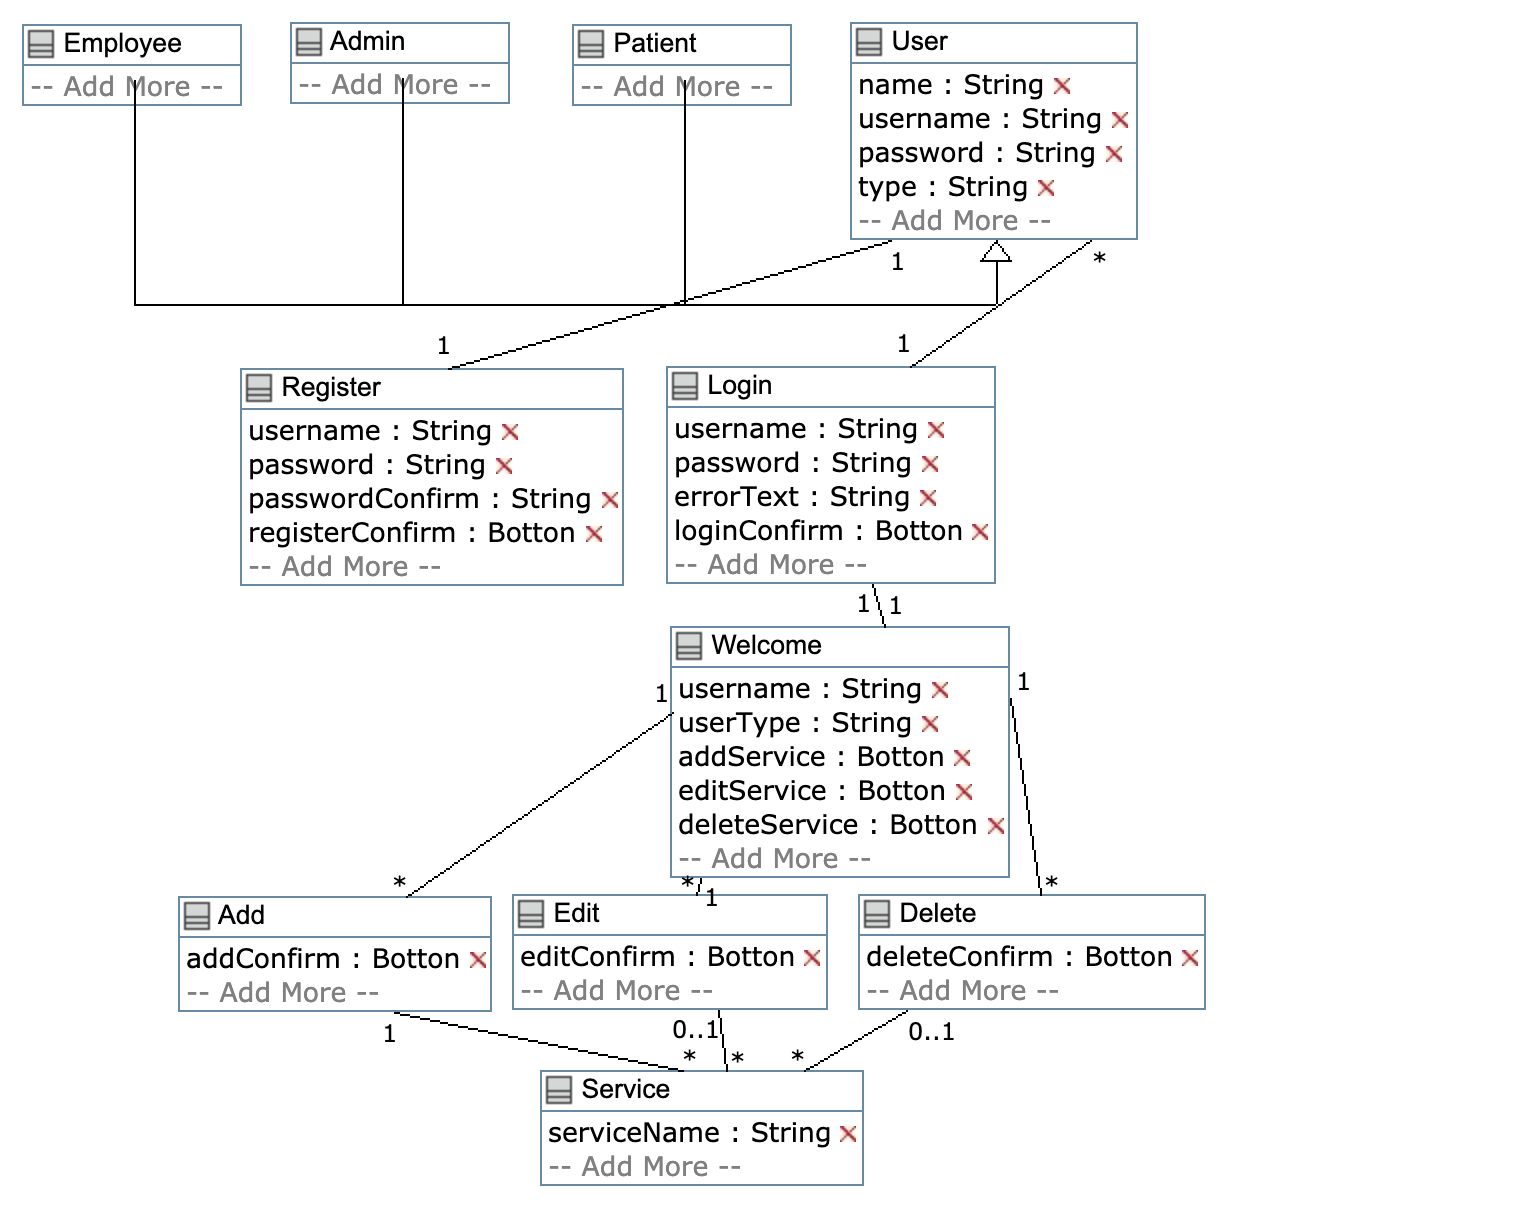 Employee
-- Add More --
Admin
-- Add More --
Patient
-- Add More --
User
name : String
username : String
password : String
type : String
-- Add More --
1
*
1
1
Register
username : String
password : String
passwordConfirm : String
registerConfirm : Botton
-- Add More --
Login
username : String
password : String
errorText : String
loginConfirm : Botton
-- Add More --
1
1
Welcome
username : String
userType : String
addService : Botton
editService : Botton
deleteService : Botton
-- Add More --
1
1
*
*
1
*
Add
addConfirm : Botton
-- Add More --
Edit
editConfirm : Botton
-- Add More --
Delete
deleteConfirm : Botton
-- Add More --
1
0..1
0..1
*
*
*
Service
serviceName : String
-- Add More --